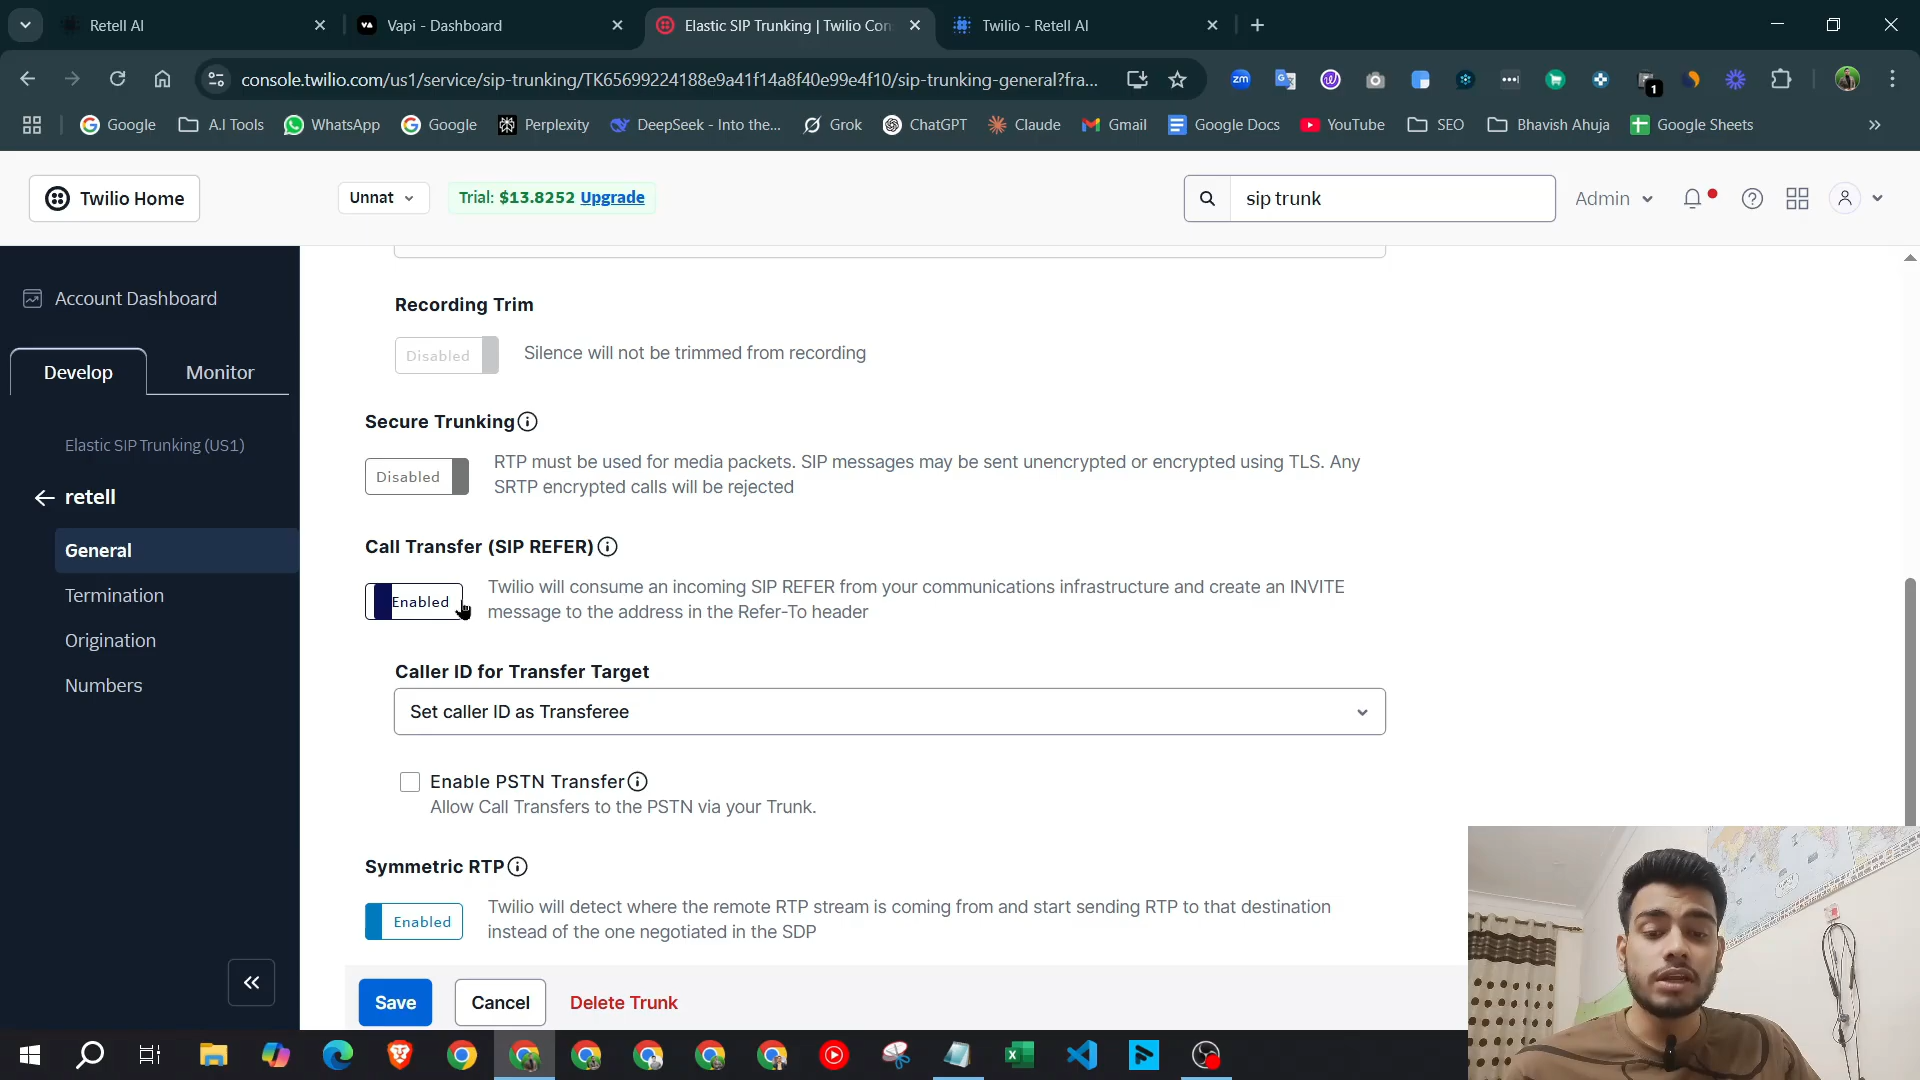 Retell AI
Vapi - Dashboard
Elastic SIP Trunking | Twilio Con
Twilio - Retell AI
console.twilio.com/us1/service/sip-trunking/TK65699224188e9a41f14a8f40e99e4f10/sip-trunking-general?fra...
Google
A.I Tools
WhatsApp
Google
Perplexity
DeepSeek - Into the...
Grok
ChatGPT
Claude
Gmail
Google Docs
YouTube
SEO
Bhavish Ahuja
Google Sheets
Twilio Home
Unnat
Trial: $13.8252 Upgrade
sip trunk
Admin
Account Dashboard
Develop
Monitor
Elastic SIP Trunking (US1)
retell
General
Termination
Origination
Numbers
Recording Trim
Disabled
Silence will not be trimmed from recording
Secure Trunking
Disabled
RTP must be used for media packets. SIP messages may be sent unencrypted or encrypted using TLS. Any
SRTP encrypted calls will be rejected
Call Transfer (SIP REFER)
Enabled
Twilio will consume an incoming SIP REFER from your communications infrastructure and create an INVITE
message to the address in the Refer-To header
Caller ID for Transfer Target
Set caller ID as Transferee
Enable PSTN Transfer
Allow Call Transfers to the PSTN via your Trunk.
Symmetric RTP
Enabled
Twilio will detect where the remote RTP stream is coming from and start sending RTP to that destination
instead of the one negotiated in the SDP
Save
Cancel
Delete Trunk
zm
1